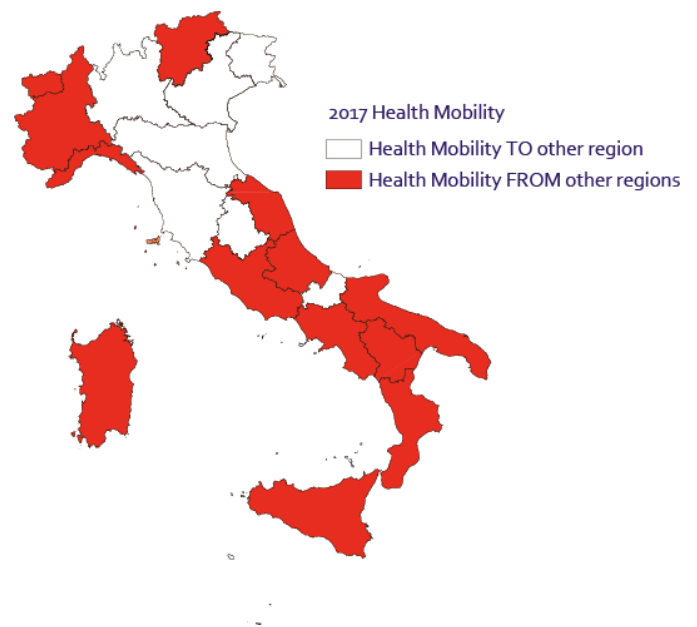 2017 Health Mobility
Health Mobility TO other region
Health Mobility FROM other regions